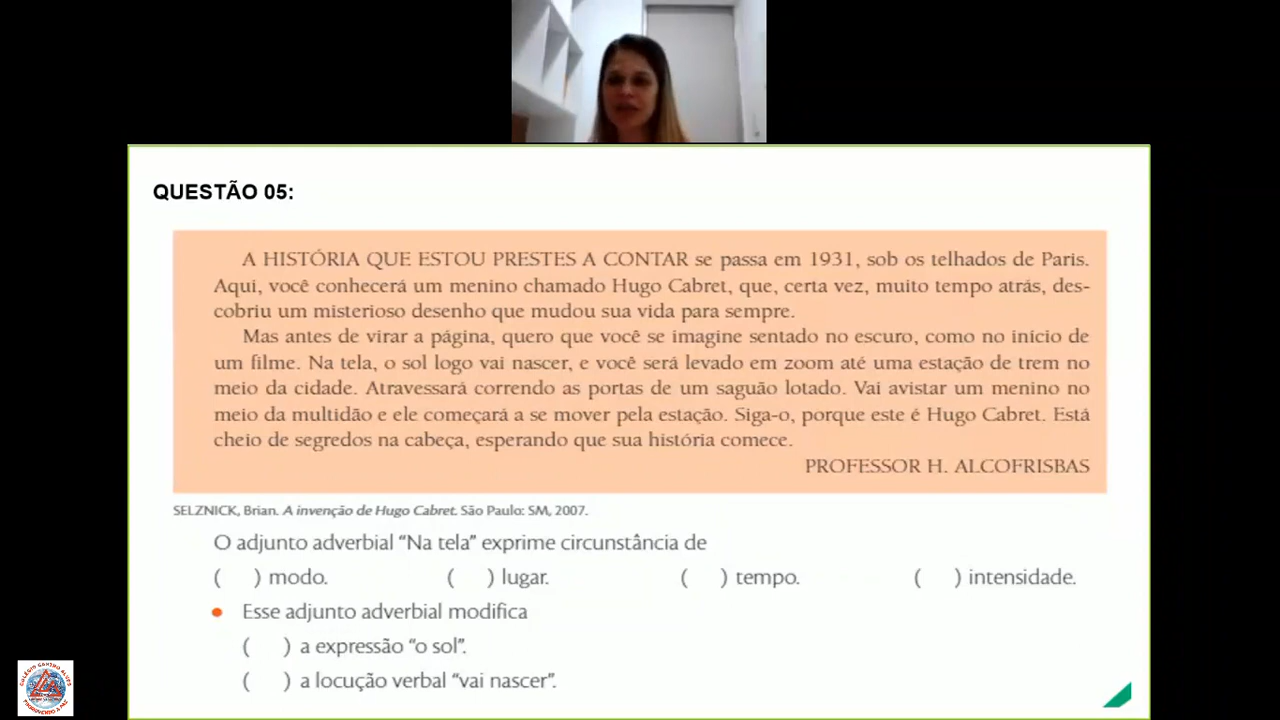 QUESTÃO 05:
A HISTÓRIA QUE ESTOU PRESTES A CONTAR se passa em 1931, sob os telhados de Paris.
Aqui, você conhecerá um menino chamado Hugo Cabret, que, certa vez, muito tempo atrás, des-
cobriu um misterioso desenho que mudou sua vida para sempre.
Mas antes de virar a página, quero que você se imagine sentado no escuro, como no início de
um filme. Na tela, o sol logo vai nascer, e você será levado em zoom até uma estação de trem no
meio da cidade. Atravessará correndo as portas de um saguão lotado. Vai avistar um menino no
meio da multidão e ele começará a se mover pela estação. Siga-o, porque este é Hugo Cabret. Está
cheio de segredos na cabeça, esperando que sua história comece.
PROFESSOR H. ALCOFRISBAS
SELZNICK, Brian. A invenção de Hugo Cabret. São Paulo: SM, 2007.
O adjunto adverbial “Na tela” exprime circunstância de
( ) modo. ( ) lugar. ( ) tempo. ( ) intensidade.
• Esse adjunto adverbial modifica
( ) a expressão “o sol”.
( ) a locução verbal “vai nascer”.
COLÉGIO CASTRO ALVES